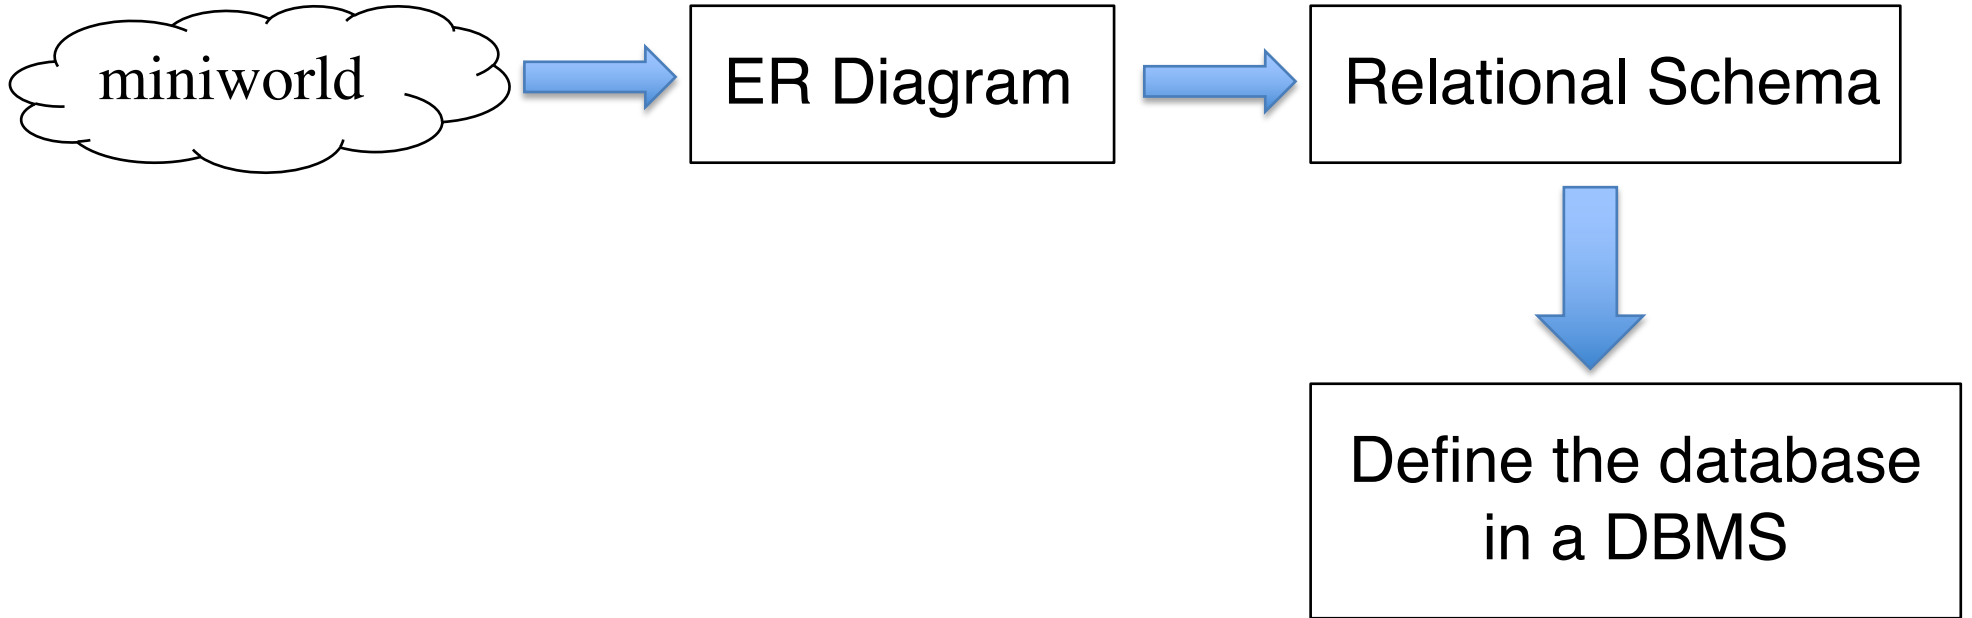 miniworld
ER Diagram
Relational Schema
Define the database
in a DBMS